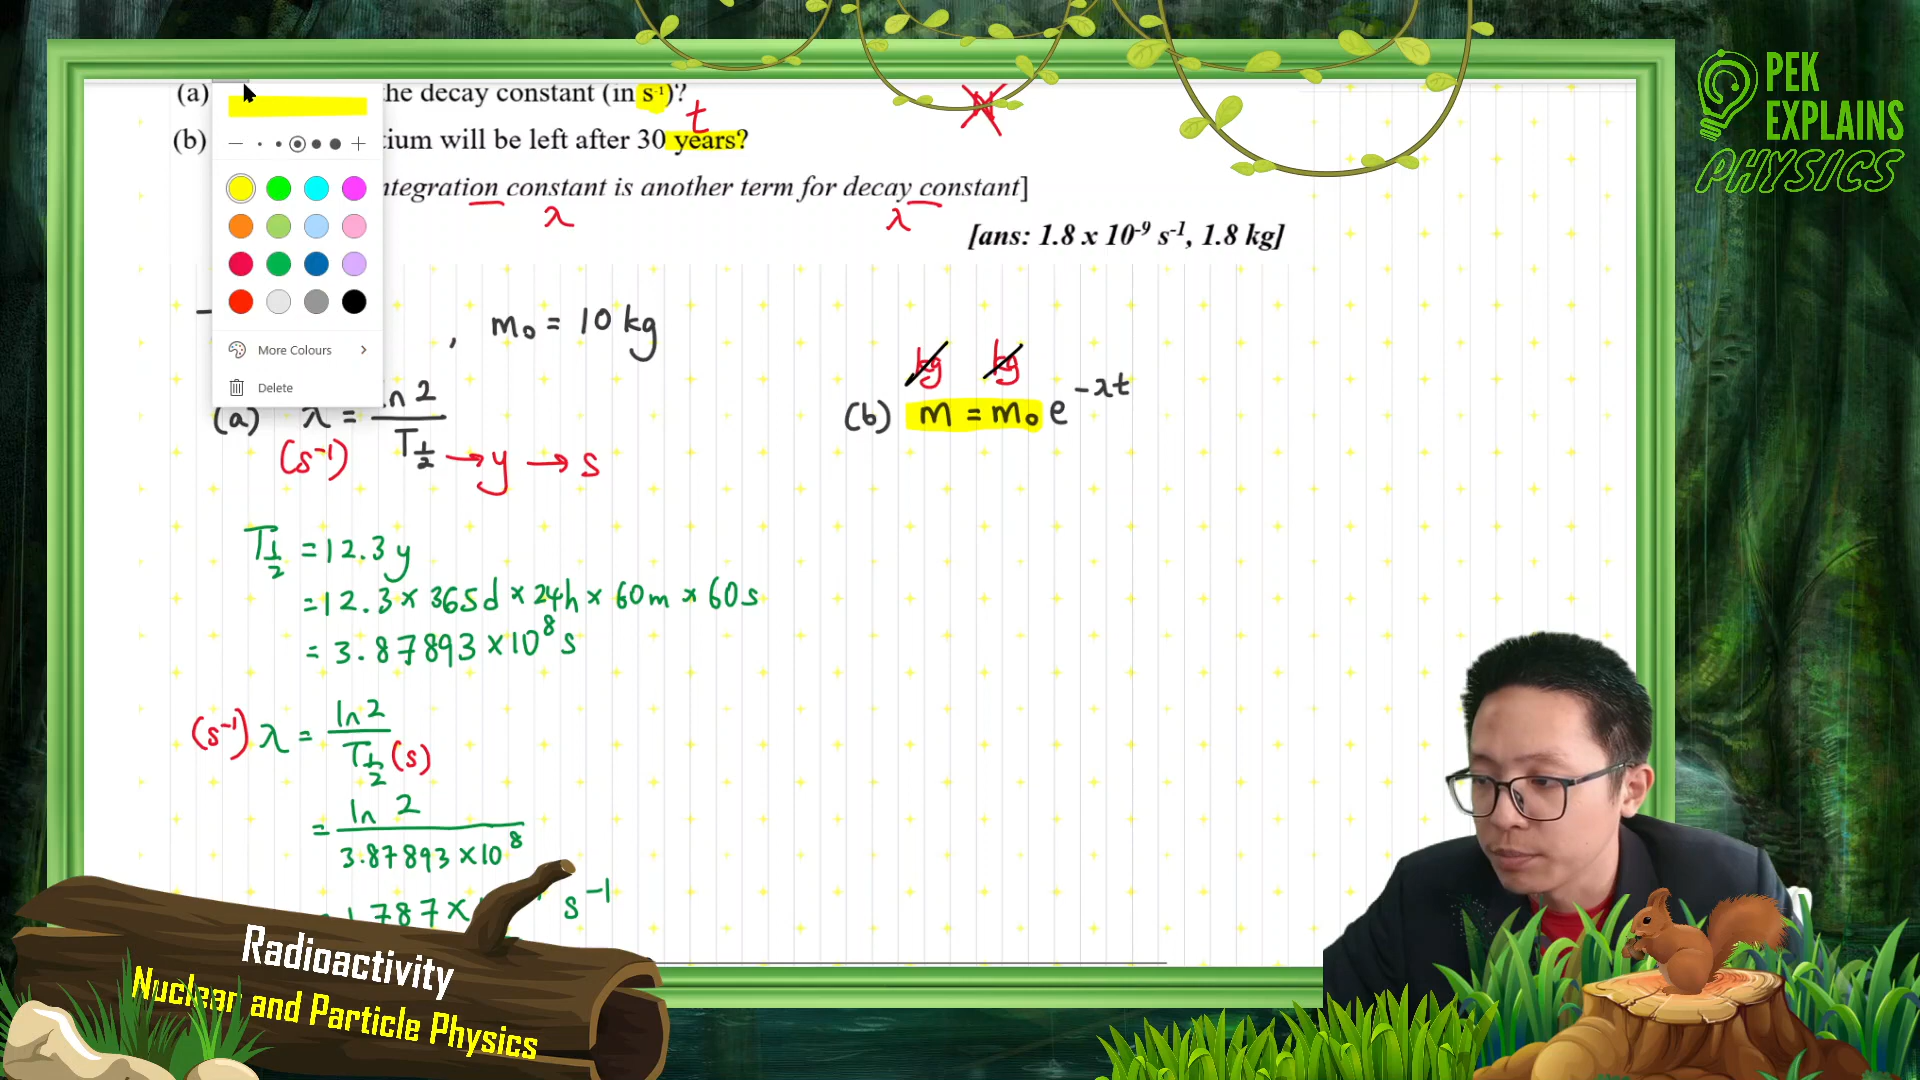 (a) he decay constant (in s⁻¹)?
t
(b) ium will be left after 30 years?
ntegration constant is another term for decay constant]
λ λ
[ans: 1.8 x 10⁻⁹ s⁻¹, 1.8 kg]
More Colours
Delete
, m₀ = 10 kg
(a) λ = ln 2 / T½ → y → s
(s⁻¹)
T½ = 12.3 y
= 12.3 × 365d × 24h × 60m × 60s
= 3.87893 × 10⁸ s
(s⁻¹) λ = ln 2 / T½ (s)
= ln 2 / 3.87893 × 10⁸
1.787 × s⁻¹
N
kg kg
(b) m = m₀ e^-λt
PEK
EXPLAINS
PHYSICS
Radioactivity
Nuclear and Particle Physics